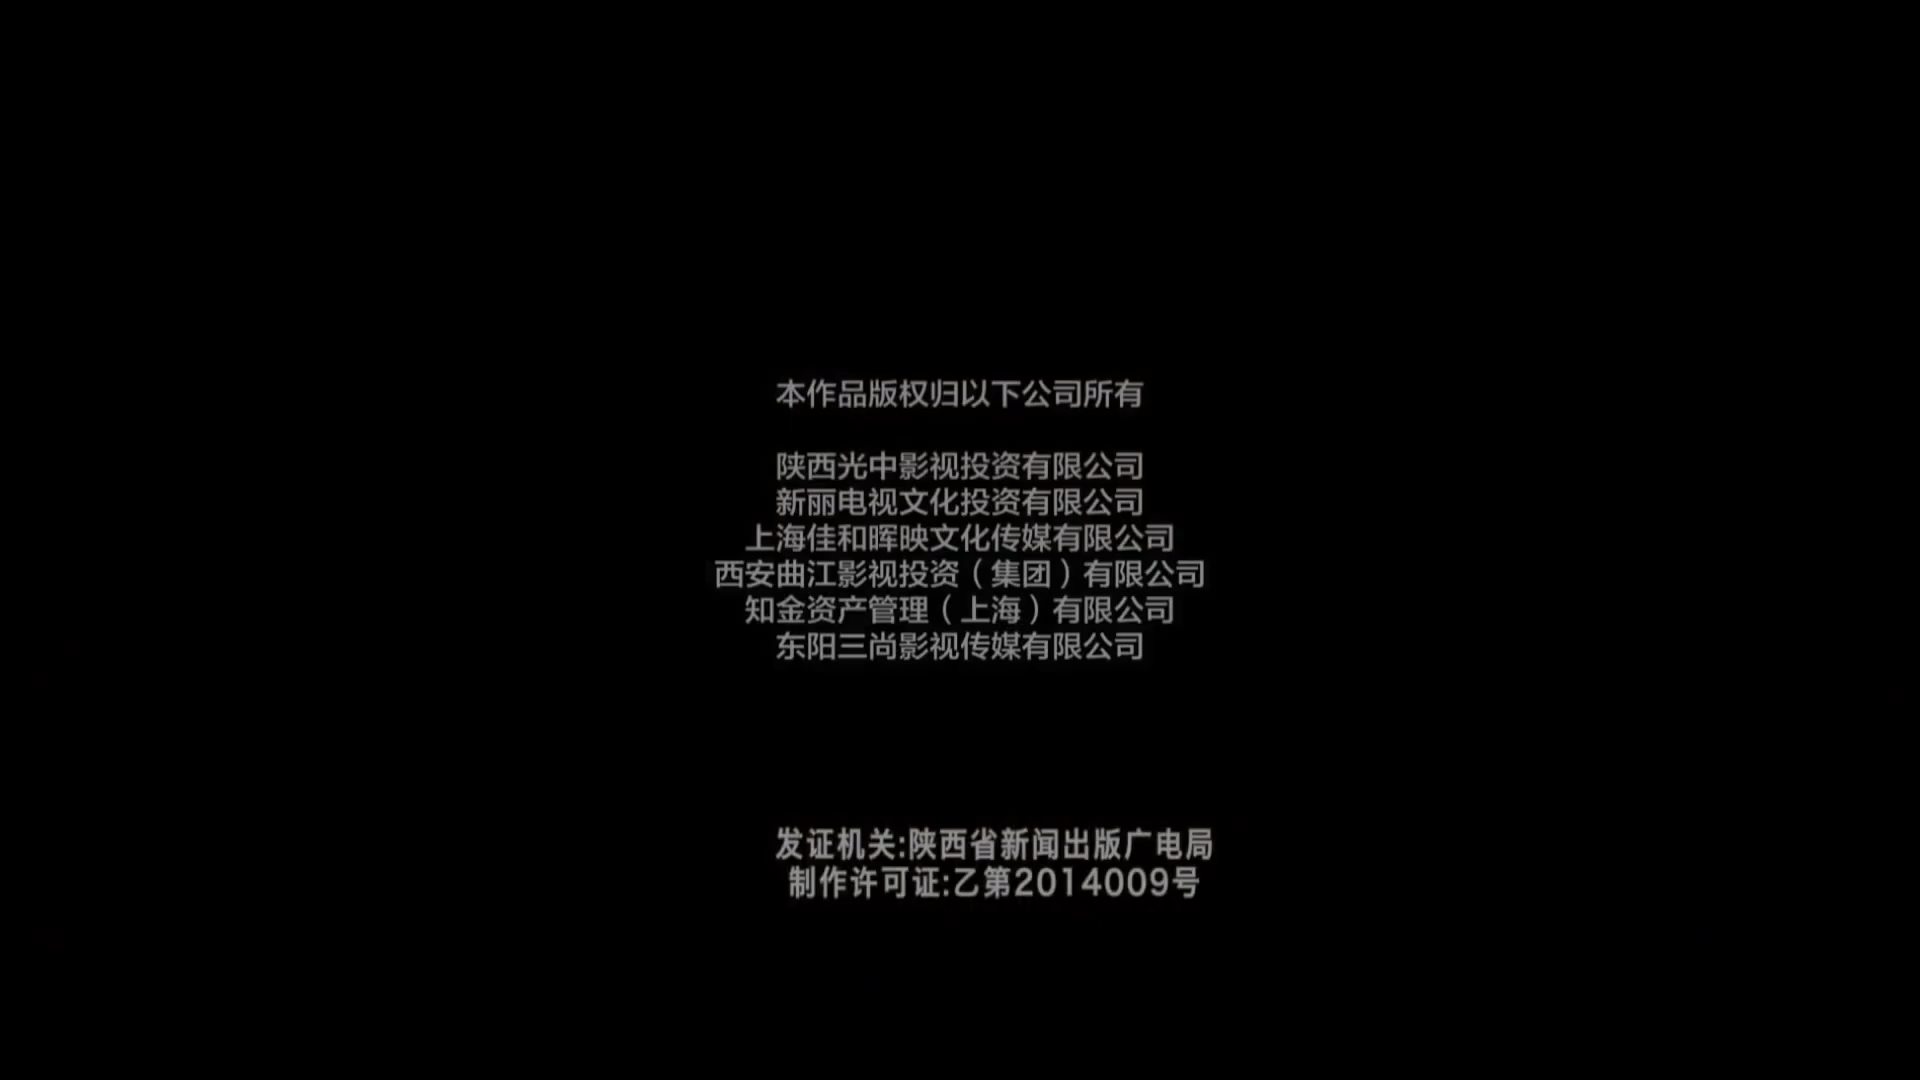 本作品版权归以下公司所有
陕西光中影视投资有限公司
新丽电视文化投资有限公司
上海佳和晖映文化传媒有限公司
西安曲江影视投资（集团）有限公司
知金资产管理（上海）有限公司
东阳三尚影视传媒有限公司
发证机关:陕西省新闻出版广电局
制作许可证:乙第2014009号